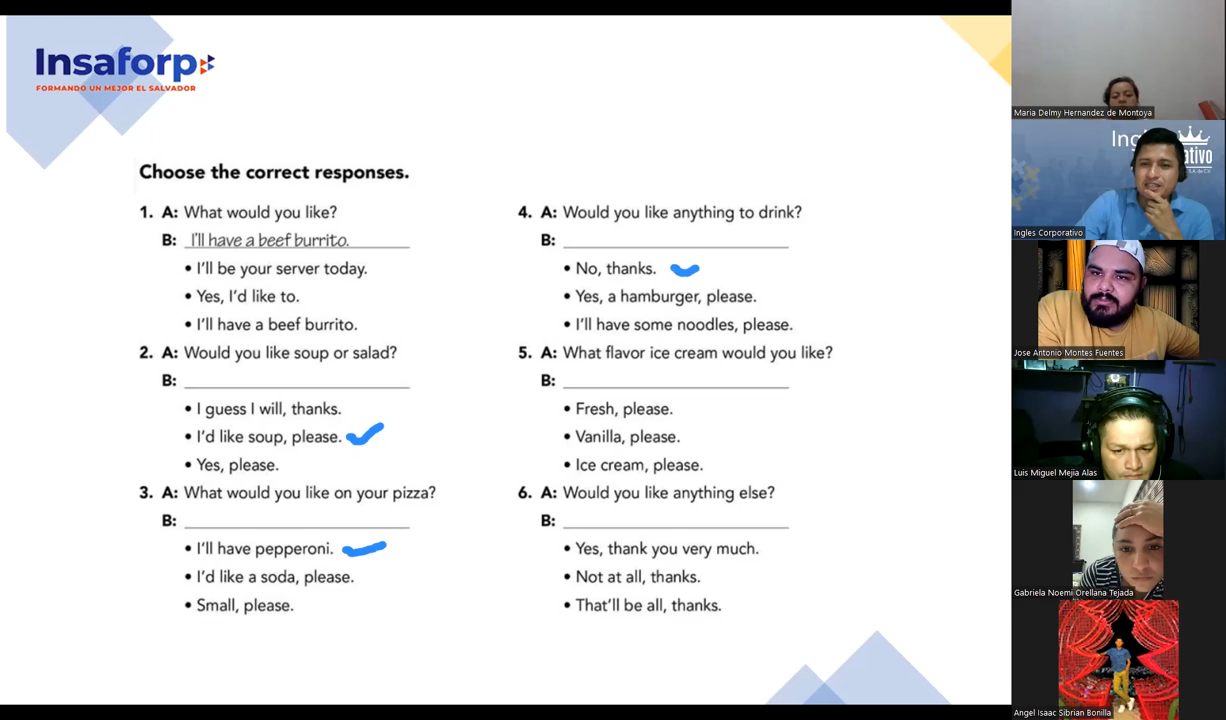 Insaforp
FORMANDO UN MEJOR EL SALVADOR
Choose the correct responses.
1. A: What would you like?
B: I'll have a beef burrito.
• I'll be your server today.
• Yes, I'd like to.
• I'll have a beef burrito.
2. A: Would you like soup or salad?
B:
• I guess I will, thanks.
• I'd like soup, please.
• Yes, please.
3. A: What would you like on your pizza?
B:
• I'll have pepperoni.
• I'd like a soda, please.
• Small, please.
4. A: Would you like anything to drink?
B:
• No, thanks.
• Yes, a hamburger, please.
• I'll have some noodles, please.
5. A: What flavor ice cream would you like?
B:
• Fresh, please.
• Vanilla, please.
• Ice cream, please.
6. A: Would you like anything else?
B:
• Yes, thank you very much.
• Not at all, thanks.
• That'll be all, thanks.
Maria Delmy Hernandez de Montoya
Ingles Corporativo
Jose Antonio Montes Fuentes
Luis Miguel Mejia Alas
Gabriela Noemi Orellana Tejada
Angel Isaac Sibrian Bonilla